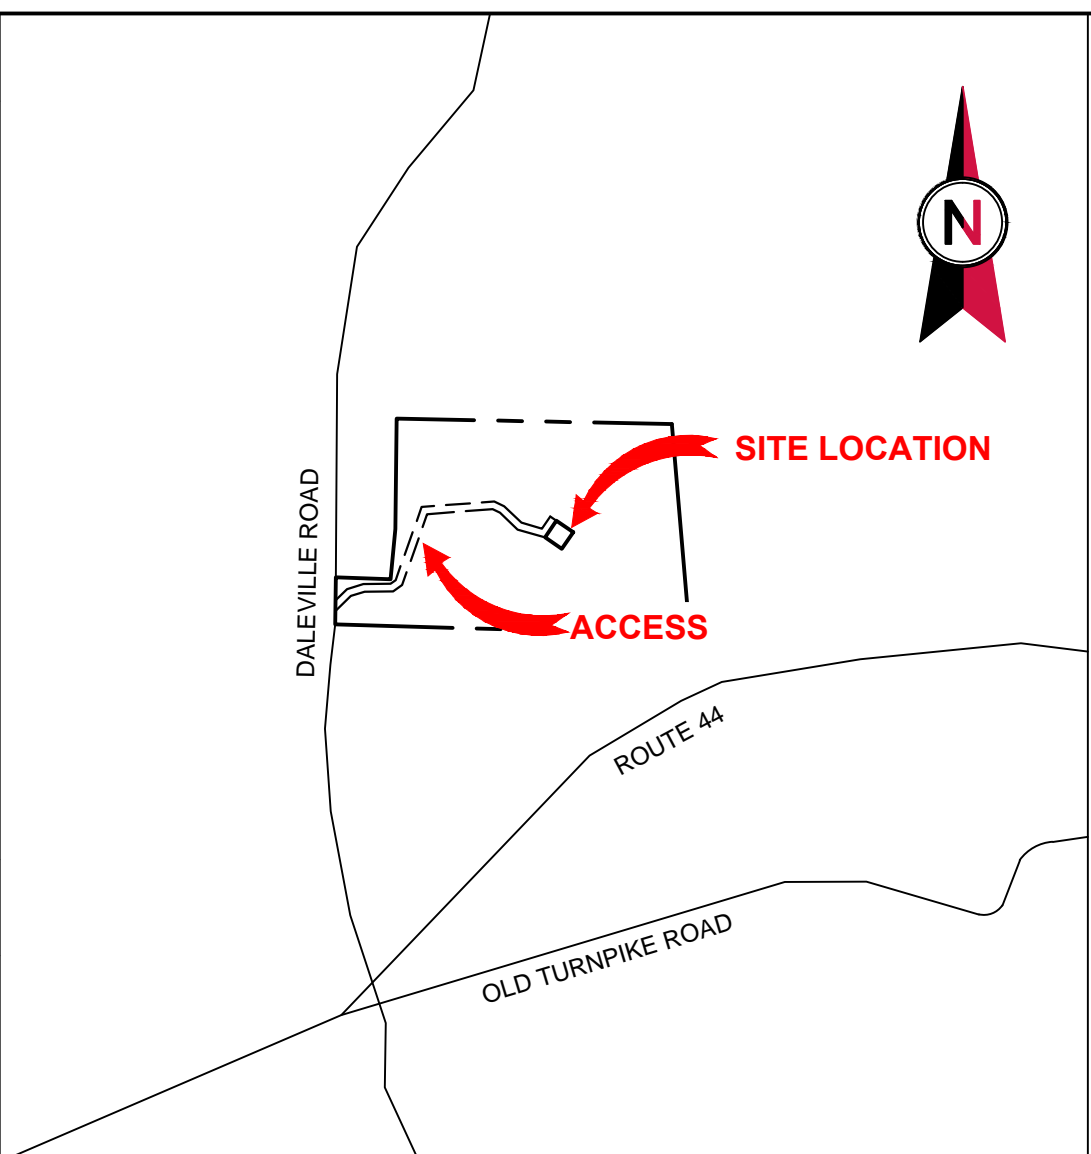 N
SITE LOCATION
DALEVILLE ROAD
ACCESS
ROUTE 44
OLD TURNPIKE ROAD